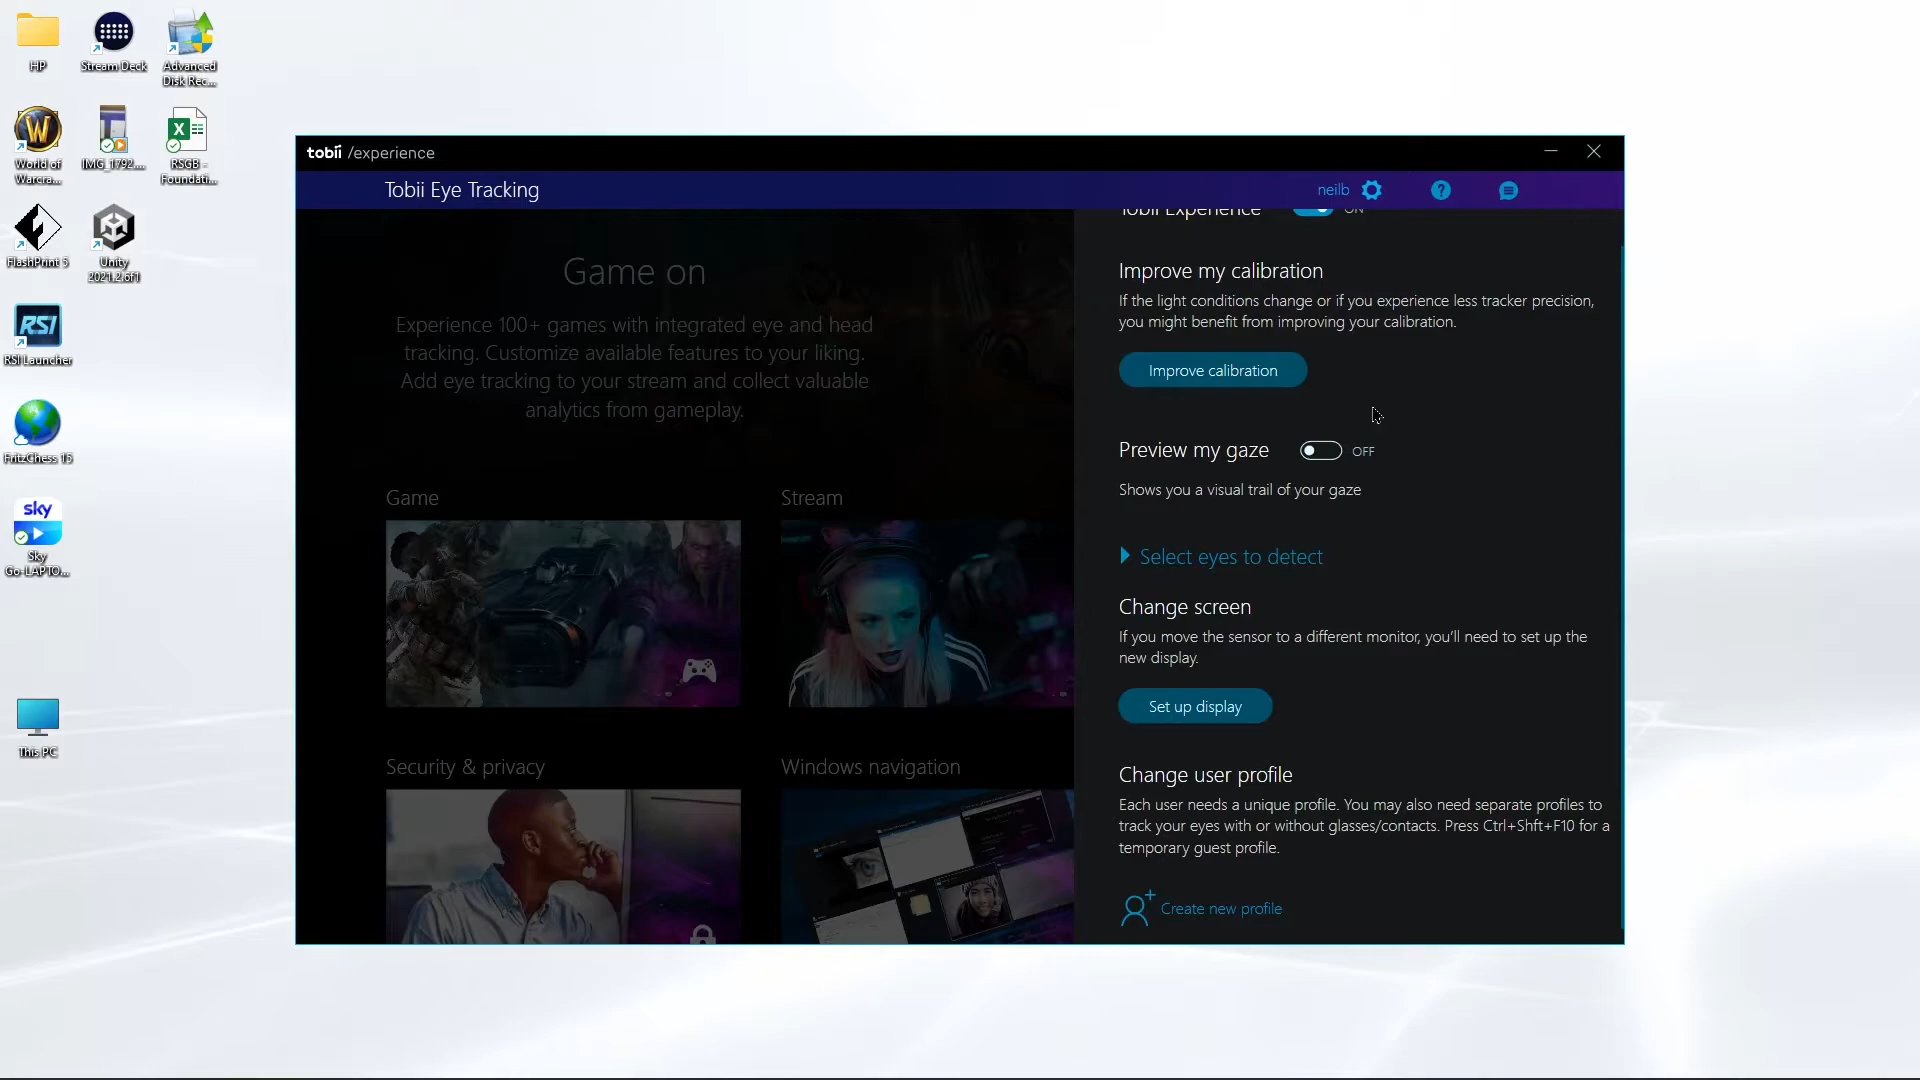 HP
Stream Deck
Advanced
Disk Rec...
World of
Warcra...
IMG_1792....
RSGB -
Foundati...
FlashPrint 5
Unity
2021.2.6f1
RSI
RSI Launcher
FritzChess 15
sky
Sky
Go-LAPTO...
This PC
tobii /experience
Tobii Eye Tracking
neilb
Tobii Experience
ON
Game on
Experience 100+ games with integrated eye and head
tracking. Customize available features to your liking.
Add eye tracking to your stream and collect valuable
analytics from gameplay.
Game
Stream
Security & privacy
Windows navigation
Improve my calibration
If the light conditions change or if you experience less tracker precision,
you might benefit from improving your calibration.
Improve calibration
Preview my gaze
OFF
Shows you a visual trail of your gaze
Select eyes to detect
Change screen
If you move the sensor to a different monitor, you'll need to set up the
new display.
Set up display
Change user profile
Each user needs a unique profile. You may also need separate profiles to
track your eyes with or without glasses/contacts. Press Ctrl+Shft+F10 for a
temporary guest profile.
Create new profile